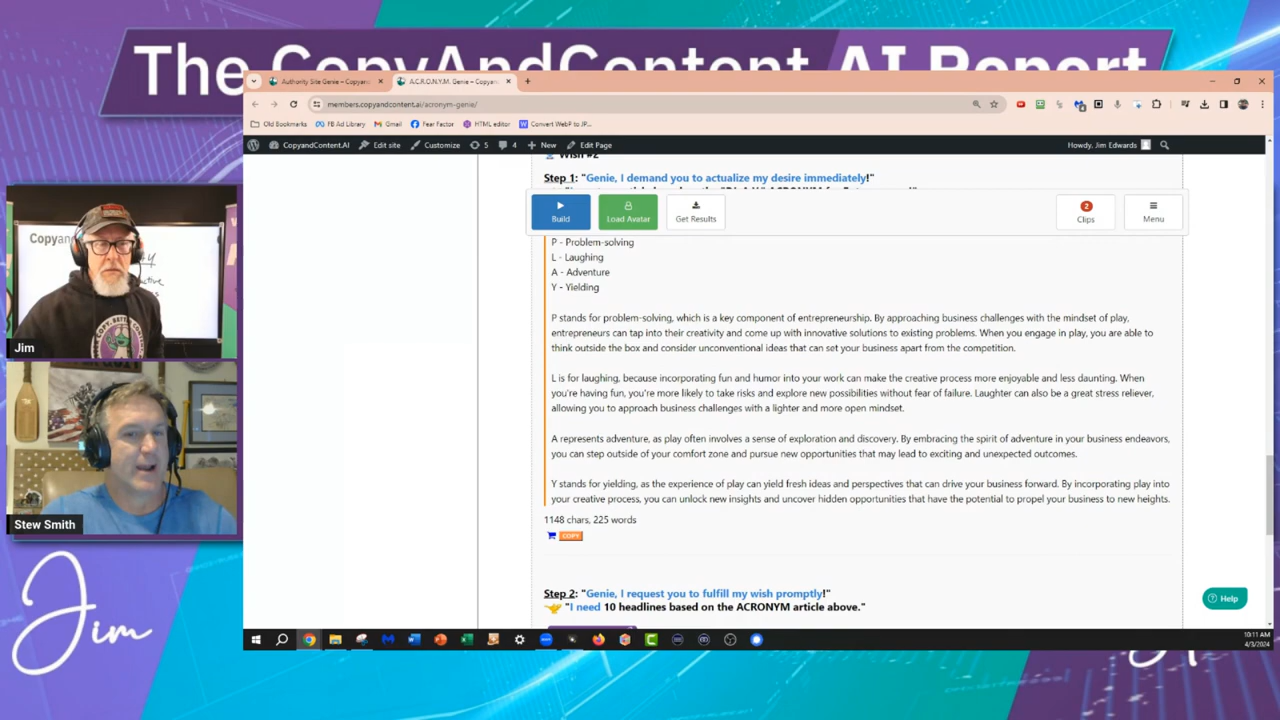 The CopyAndContent AI Report
Authority Site Genie – Copyan
A.C.R.O.N.Y.M. Genie – Copyan
members.copyandcontent.ai/acronym-genie/
Old Bookmarks
FB Ad Library
Gmail
Fear Factor
HTML editor
Convert WebP to JP...
CopyandContent.AI
Edit site
Customize
5
4
New
Edit Page
Howdy, Jim Edwards
Wish #2
Step 1: "Genie, I demand you to actualize my desire immediately!"
Build
Load Avatar
Get Results
2
Clips
Menu
P - Problem-solving
L - Laughing
A - Adventure
Y - Yielding
P stands for problem-solving, which is a key component of entrepreneurship. By approaching business challenges with the mindset of play,
entrepreneurs can tap into their creativity and come up with innovative solutions to existing problems. When you engage in play, you are able to
think outside the box and consider unconventional ideas that can set your business apart from the competition.
L is for laughing, because incorporating fun and humor into your work can make the creative process more enjoyable and less daunting. When
you're having fun, you're more likely to take risks and explore new possibilities without fear of failure. Laughter can also be a great stress reliever,
allowing you to approach business challenges with a lighter and more open mindset.
A represents adventure, as play often involves a sense of exploration and discovery. By embracing the spirit of adventure in your business endeavors,
you can step outside of your comfort zone and pursue new opportunities that may lead to exciting and unexpected outcomes.
Y stands for yielding, as the experience of play can yield fresh ideas and perspectives that can drive your business forward. By incorporating play into
your creative process, you can unlock new insights and uncover hidden opportunities that have the potential to propel your business to new heights.
1148 chars, 225 words
COPY
Step 2: "Genie, I request you to fulfill my wish promptly!"
"I need 10 headlines based on the ACRONYM article above."
Help
10:11 AM
4/3/2024
Jim
Stew Smith
Jim